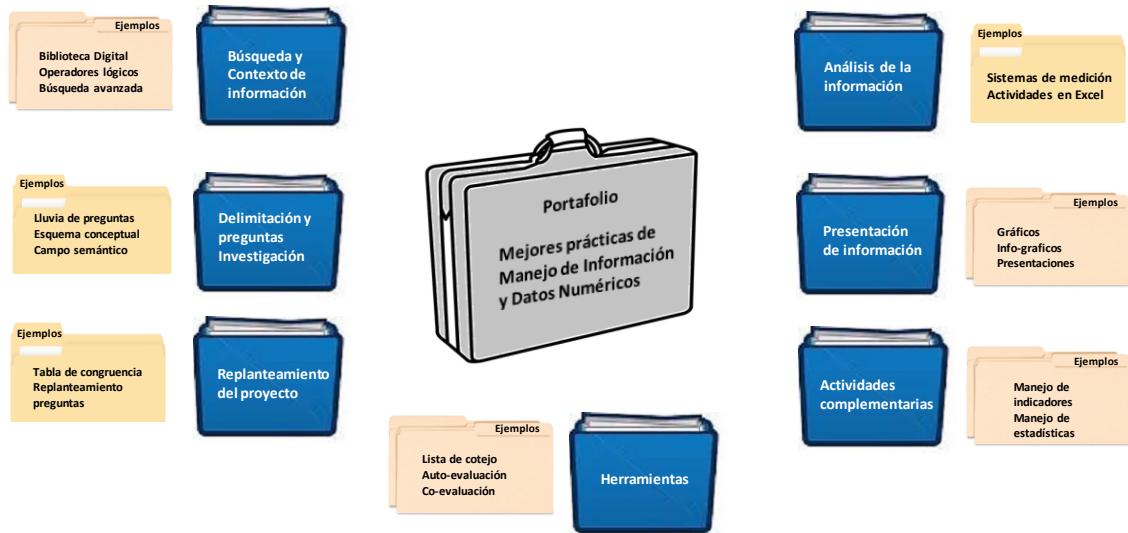 Ejemplos
Biblioteca Digital
Operadores lógicos
Búsqueda avanzada
Búsqueda y
Contexto de
información
Ejemplos
Lluvia de preguntas
Esquema conceptual
Campo semántico
Delimitación y
preguntas
Investigación
Ejemplos
Tabla de congruencia
Replanteamiento
preguntas
Replanteamiento
del proyecto
Portafolio
Mejores prácticas de
Manejo de Información
y Datos Numéricos
Ejemplos
Lista de cotejo
Auto-evaluación
Co-evaluación
Herramientas
Análisis de la
información
Ejemplos
Sistemas de medición
Actividades en Excel
Presentación
de información
Ejemplos
Gráficos
Info-graficos
Presentaciones
Actividades
complementarias
Ejemplos
Manejo de
indicadores
Manejo de
estadísticas